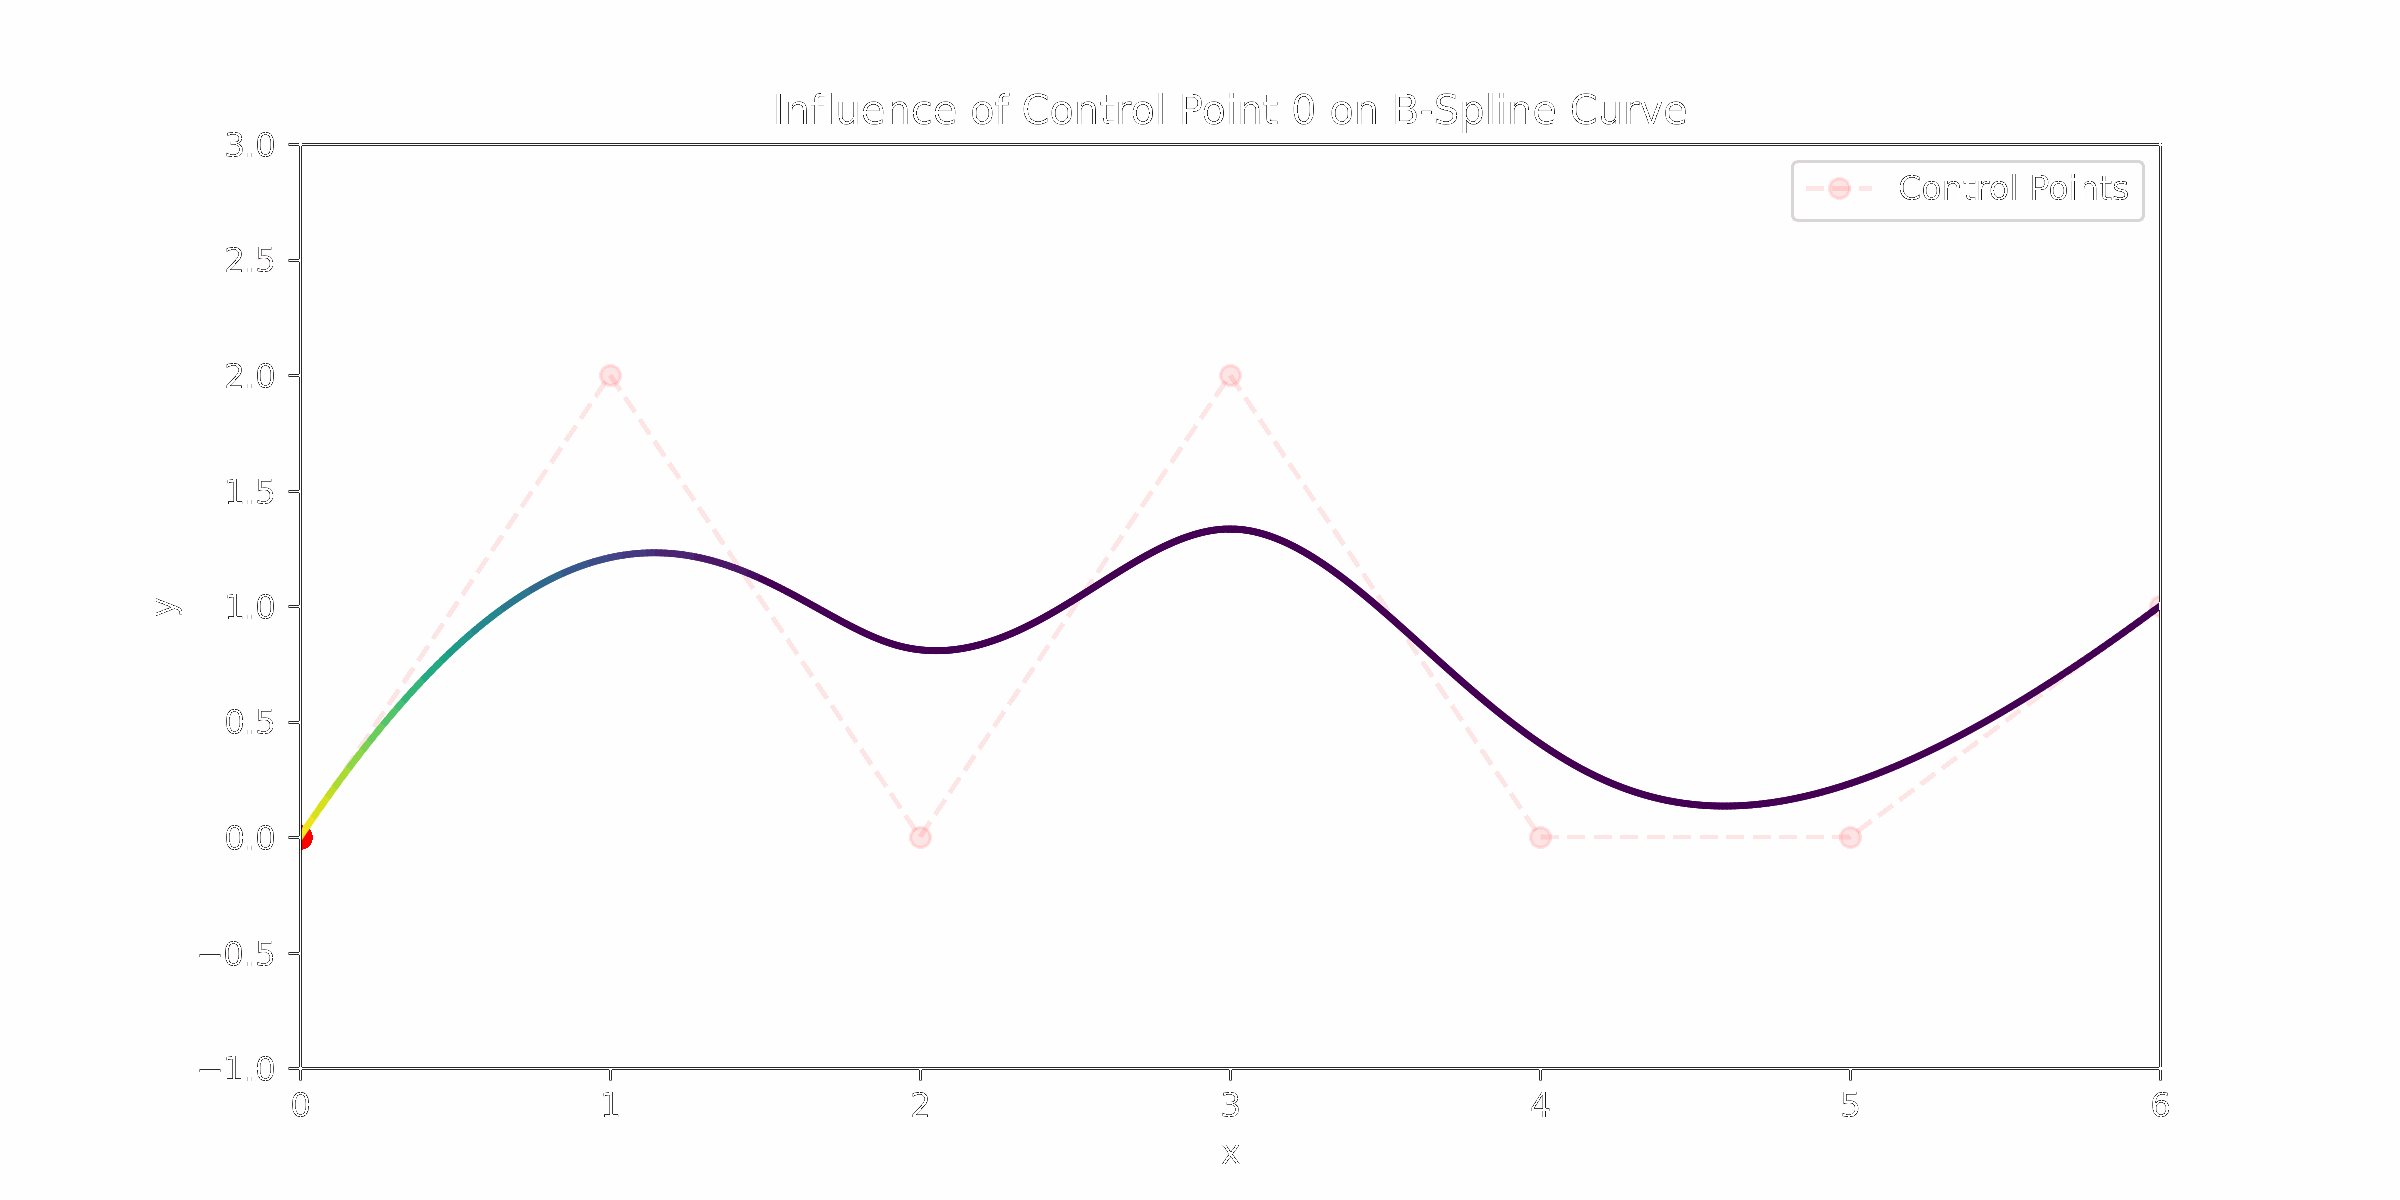 Influence of Control Point 0 on B-Spline Curve
Control Points
3.0
2.5
2.0
1.5
1.0
0.5
0.0
−0.5
−1.0
y
0 1 2 3 4 5 6
x